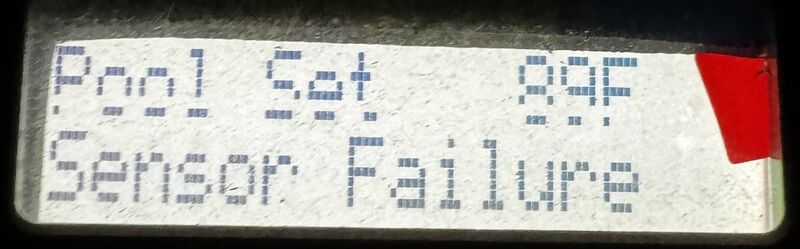 Pool Set 89F
Sensor Failure